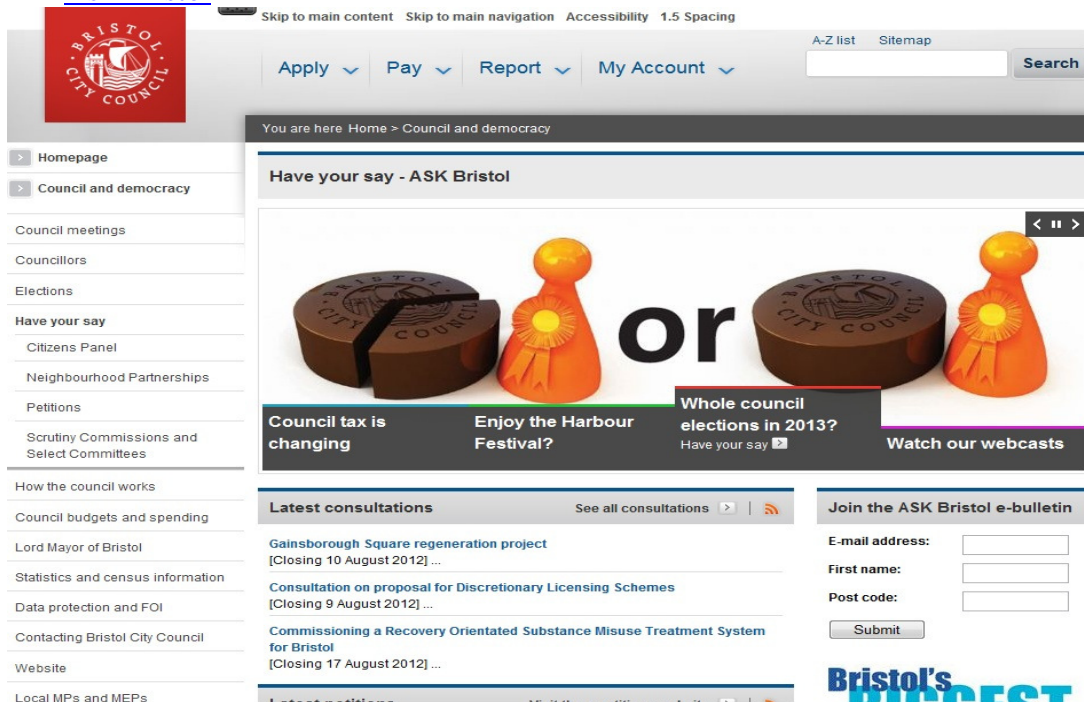 Skip to main content Skip to main navigation Accessibility 1.5 Spacing
BRISTOL CITY COUNCIL
A-Z list Sitemap
Apply Pay Report My Account
Search
You are here Home > Council and democracy
Homepage
Council and democracy
Council meetings
Councillors
Elections
Have your say
Citizens Panel
Neighbourhood Partnerships
Petitions
Scrutiny Commissions and
Select Committees
How the council works
Council budgets and spending
Lord Mayor of Bristol
Statistics and census information
Data protection and FOI
Contacting Bristol City Council
Website
Local MPs and MEPs
Have your say - ASK Bristol
BRISTOL CITY COUNCIL
or
BRISTOL CITY COUNCIL
Council tax is
changing
Enjoy the Harbour
Festival?
Whole council
elections in 2013?
Have your say
Watch our webcasts
Latest consultations See all consultations
Gainsborough Square regeneration project
[Closing 10 August 2012] ...
Consultation on proposal for Discretionary Licensing Schemes
[Closing 9 August 2012] ...
Commissioning a Recovery Orientated Substance Misuse Treatment System
for Bristol
[Closing 17 August 2012] ...
Join the ASK Bristol e-bulletin
E-mail address:
First name:
Post code:
Submit
Bristol's
BIGGEST